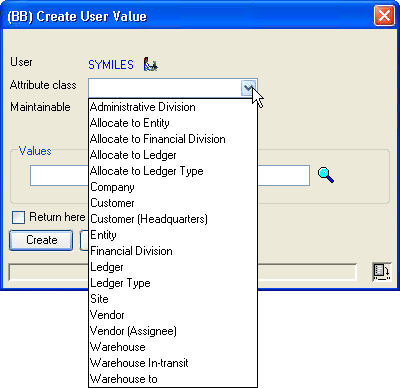 (BB) Create User Value
User SYMILES
Attribute class
Maintainable
Administrative Division
Allocate to Entity
Allocate to Financial Division
Allocate to Ledger
Allocate to Ledger Type
Company
Customer
Customer (Headquarters)
Entity
Financial Division
Ledger
Ledger Type
Site
Vendor
Vendor (Assignee)
Warehouse
Warehouse In-transit
Warehouse to
Values
Return here
Create